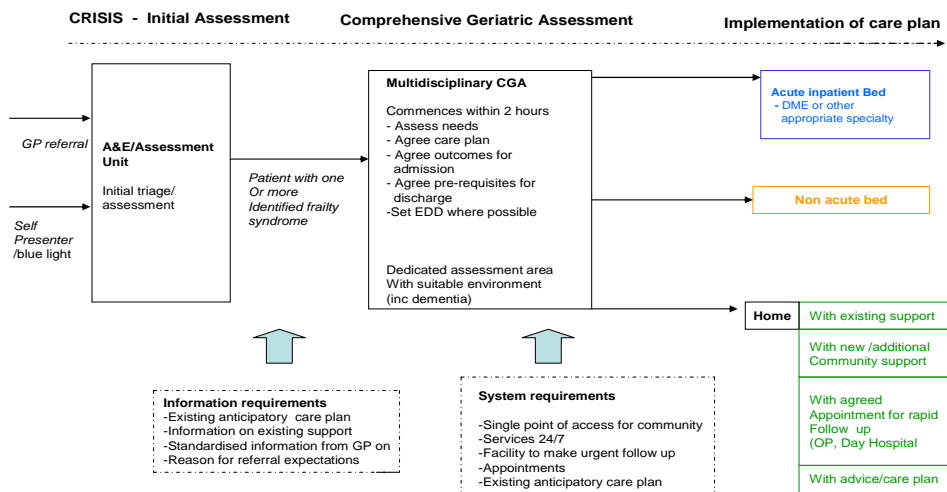 CRISIS - Initial Assessment
Comprehensive Geriatric Assessment
Implementation of care plan
GP referral
Self
Presenter
/blue light
A&E/Assessment
Unit
Initial triage/
assessment
Patient with one
Or more
Identified frailty
syndrome
Multidisciplinary CGA
Commences within 2 hours
- Assess needs
- Agree care plan
- Agree outcomes for
admission
- Agree pre-requisites for
discharge
-Set EDD where possible
Dedicated assessment area
With suitable environment
(inc dementia)
Acute inpatient Bed
- DME or other
appropriate specialty
Non acute bed
Home
With existing support
With new /additional
Community support
With agreed
Appointment for rapid
Follow up
(OP, Day Hospital
With advice/care plan
Information requirements
-Existing anticipatory care plan
-Information on existing support
-Standardised information from GP on
-Reason for referral expectations
System requirements
-Single point of access for community
-Services 24/7
-Facility to make urgent follow up
-Appointments
-Existing anticipatory care plan